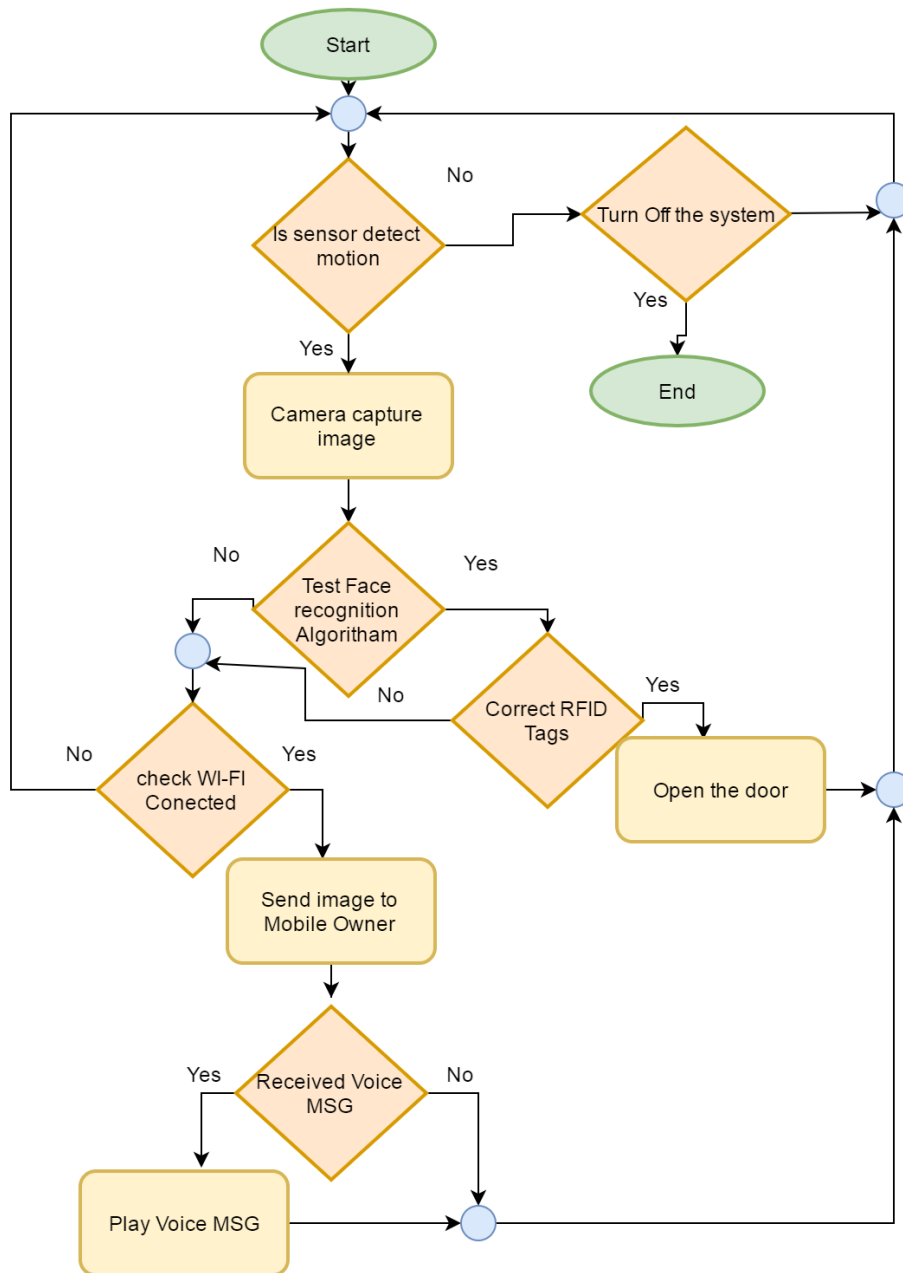 Start
No
Turn Off the system
Is sensor detect
motion
Yes
Yes
End
Camera capture
image
No
Yes
Test Face
recognition
Algoritham
No
Yes
Correct RFID
Tags
No
Yes
check WI-FI
Conected
Open the door
Send image to
Mobile Owner
Yes
No
Received Voice
MSG
Play Voice MSG